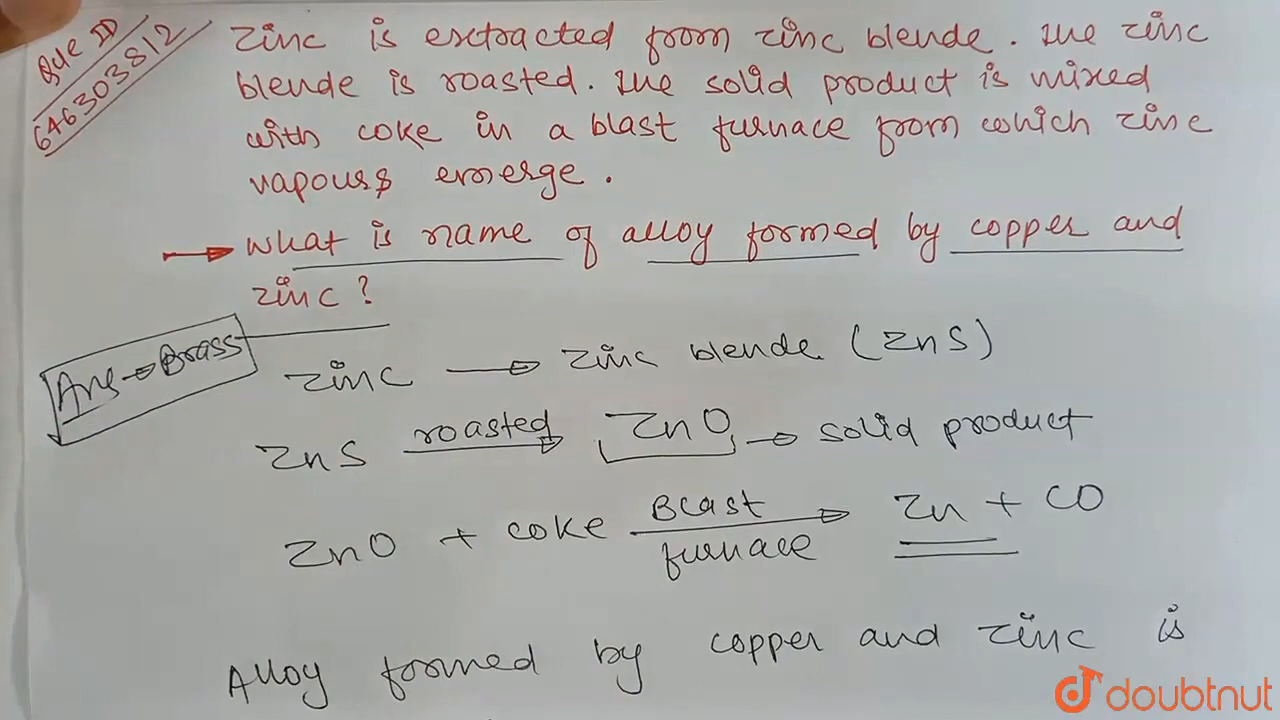 Que ID
646303812
Zinc is extracted from zinc blende. The zinc
blende is roasted. The solid product is mixed
with coke in a blast furnace from which zinc
vapours emerge.
→ What is name of alloy formed by copper and
zinc?
Ans → Brass
Zinc → Zinc blende (ZnS)
ZnS roasted → ZnO → solid product
ZnO + coke Blast furnace → Zn + CO
Alloy formed by copper and zinc is
doubtnut